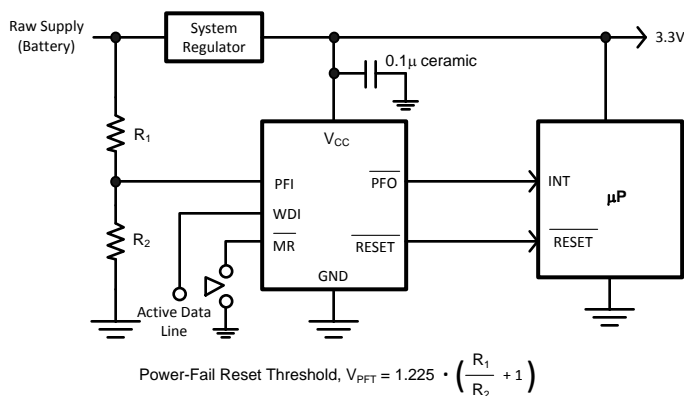 Raw Supply
(Battery)
System
Regulator
3.3V
0.1µ ceramic
R1
VCC
PFI
PFO
INT
µP
WDI
R2
MR
RESET
RESET
GND
Active Data
Line
Power-Fail Reset Threshold, VPFT = 1.225 • (R1/R2 + 1)